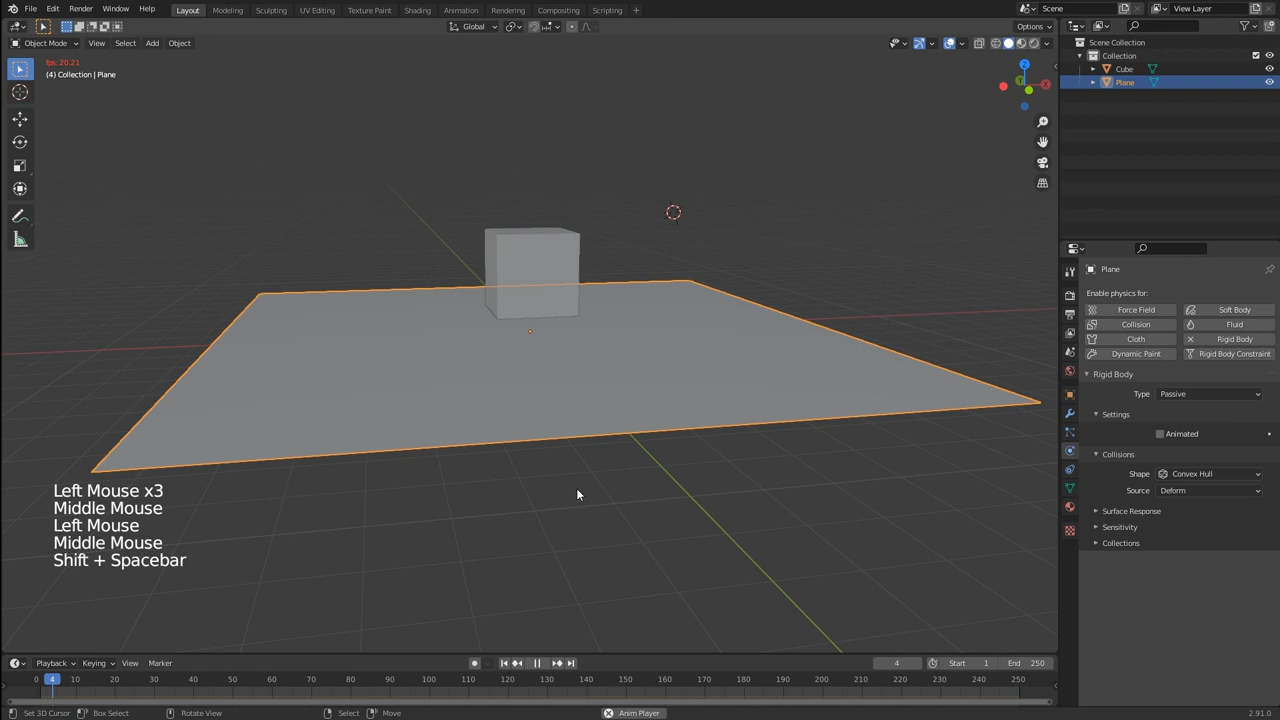 File Edit Render Window Help Layout Modeling Sculpting UV Editing Texture Paint Shading Animation Rendering Compositing Scripting Scene View Layer
Global Options
Object Mode View Select Add Object
fps: 20.21
(4) Collection | Plane
Z
X
Y
Scene Collection
Collection
Cube
Plane
Plane
Enable physics for:
Force Field Soft Body
Collision Fluid
Cloth Rigid Body
Dynamic Paint Rigid Body Constraint
Rigid Body
Type Passive
Settings
Animated
Collisions
Shape Convex Hull
Source Deform
Surface Response
Sensitivity
Collections
Left Mouse x3
Middle Mouse
Left Mouse
Middle Mouse
Shift + Spacebar
Playback Keying View Marker 4 Start 1 End 250
0 4 10 20 30 40 50 60 70 80 90 100 110 120 130 140 150 160 170 180 190 200 210 220 230 240 250
Set 3D Cursor Box Select Rotate View Select Move Anim Player 2.91.0